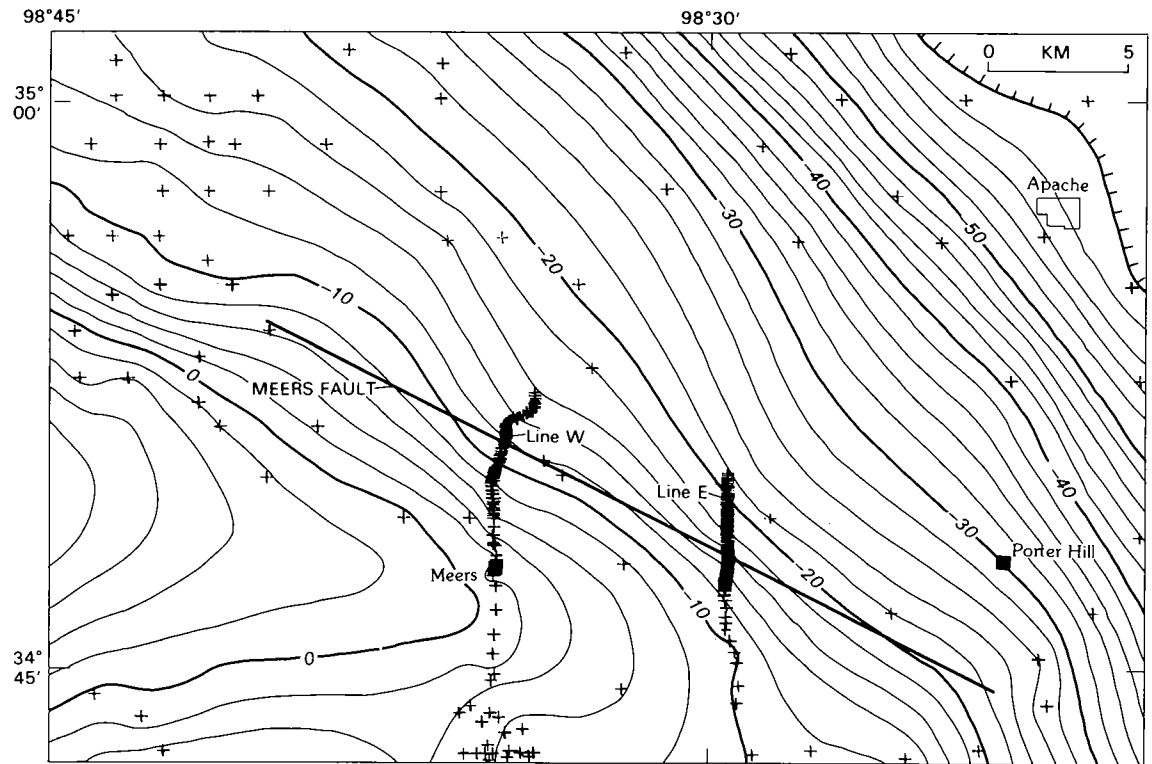 98°45′
98°30′
0 KM 5
35°
00′
Apache
-40
-30
-50
-20
-10
0
MEERS FAULT
Line W
Line E
-40
-30
Porter Hill
Meers
-20
-10
0
34°
45′